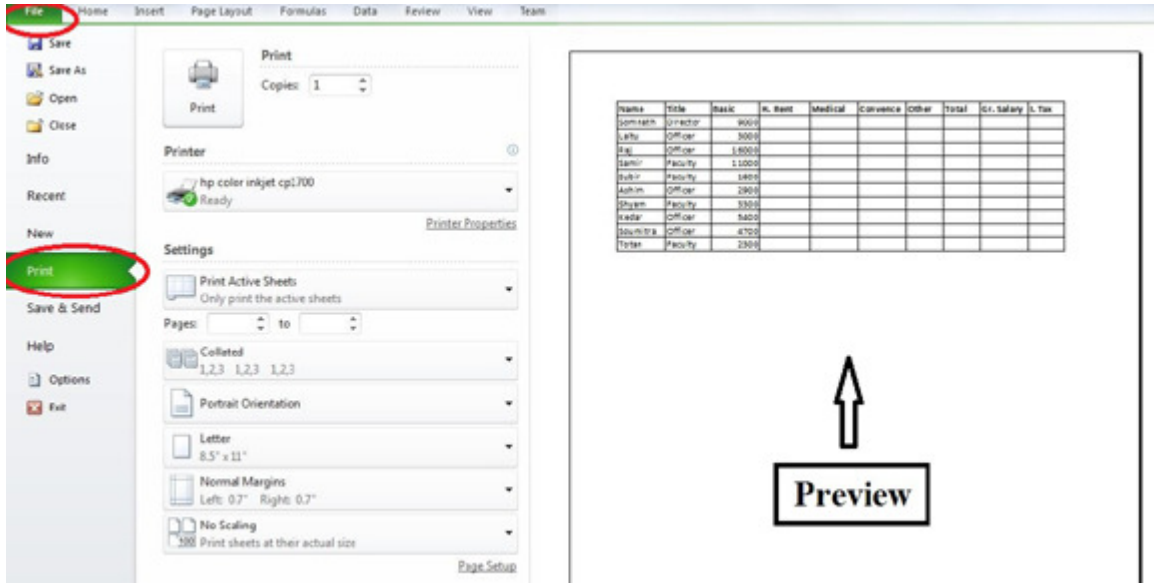 File Home Insert Page Layout Formulas Data Review View Team
Save
Save As
Open
Close
Info
Recent
New
Print
Save & Send
Help
Options
Exit
Print
Print
Copies: 1
Printer
hp color inkjet cp1700
Ready
Printer Properties
Settings
Print Active Sheets
Only print the active sheets
Pages: to
Collated
1,2,3 1,2,3 1,2,3
Portrait Orientation
Letter
8.5" x 11"
Normal Margins
Left: 0.7" Right: 0.7"
No Scaling
100 Print sheets at their actual size
Page Setup
Name Title Basic H. Rent Medical Convence Other Total Gr. Salary I. Tax
Somnath Director 9000
Officer
Raj Officer 16000
Samir Faculty 11000
Subir Faculty
Ashim Officer 2900
Shyam Faculty
Kedar Officer
Soumitra Officer 4700
Totan Faculty 2300
Preview